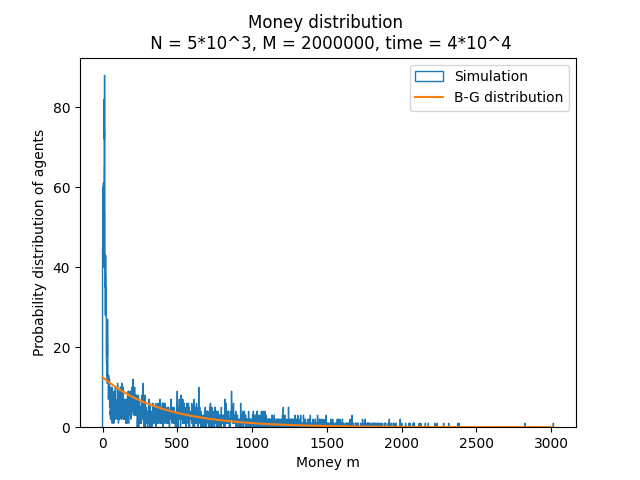 Money distribution
N = 5*10^3, M = 2000000, time = 4*10^4
Simulation
B-G distribution
Probability distribution of agents
80
60
40
20
0
0
500
1000
1500
2000
2500
3000
Money m